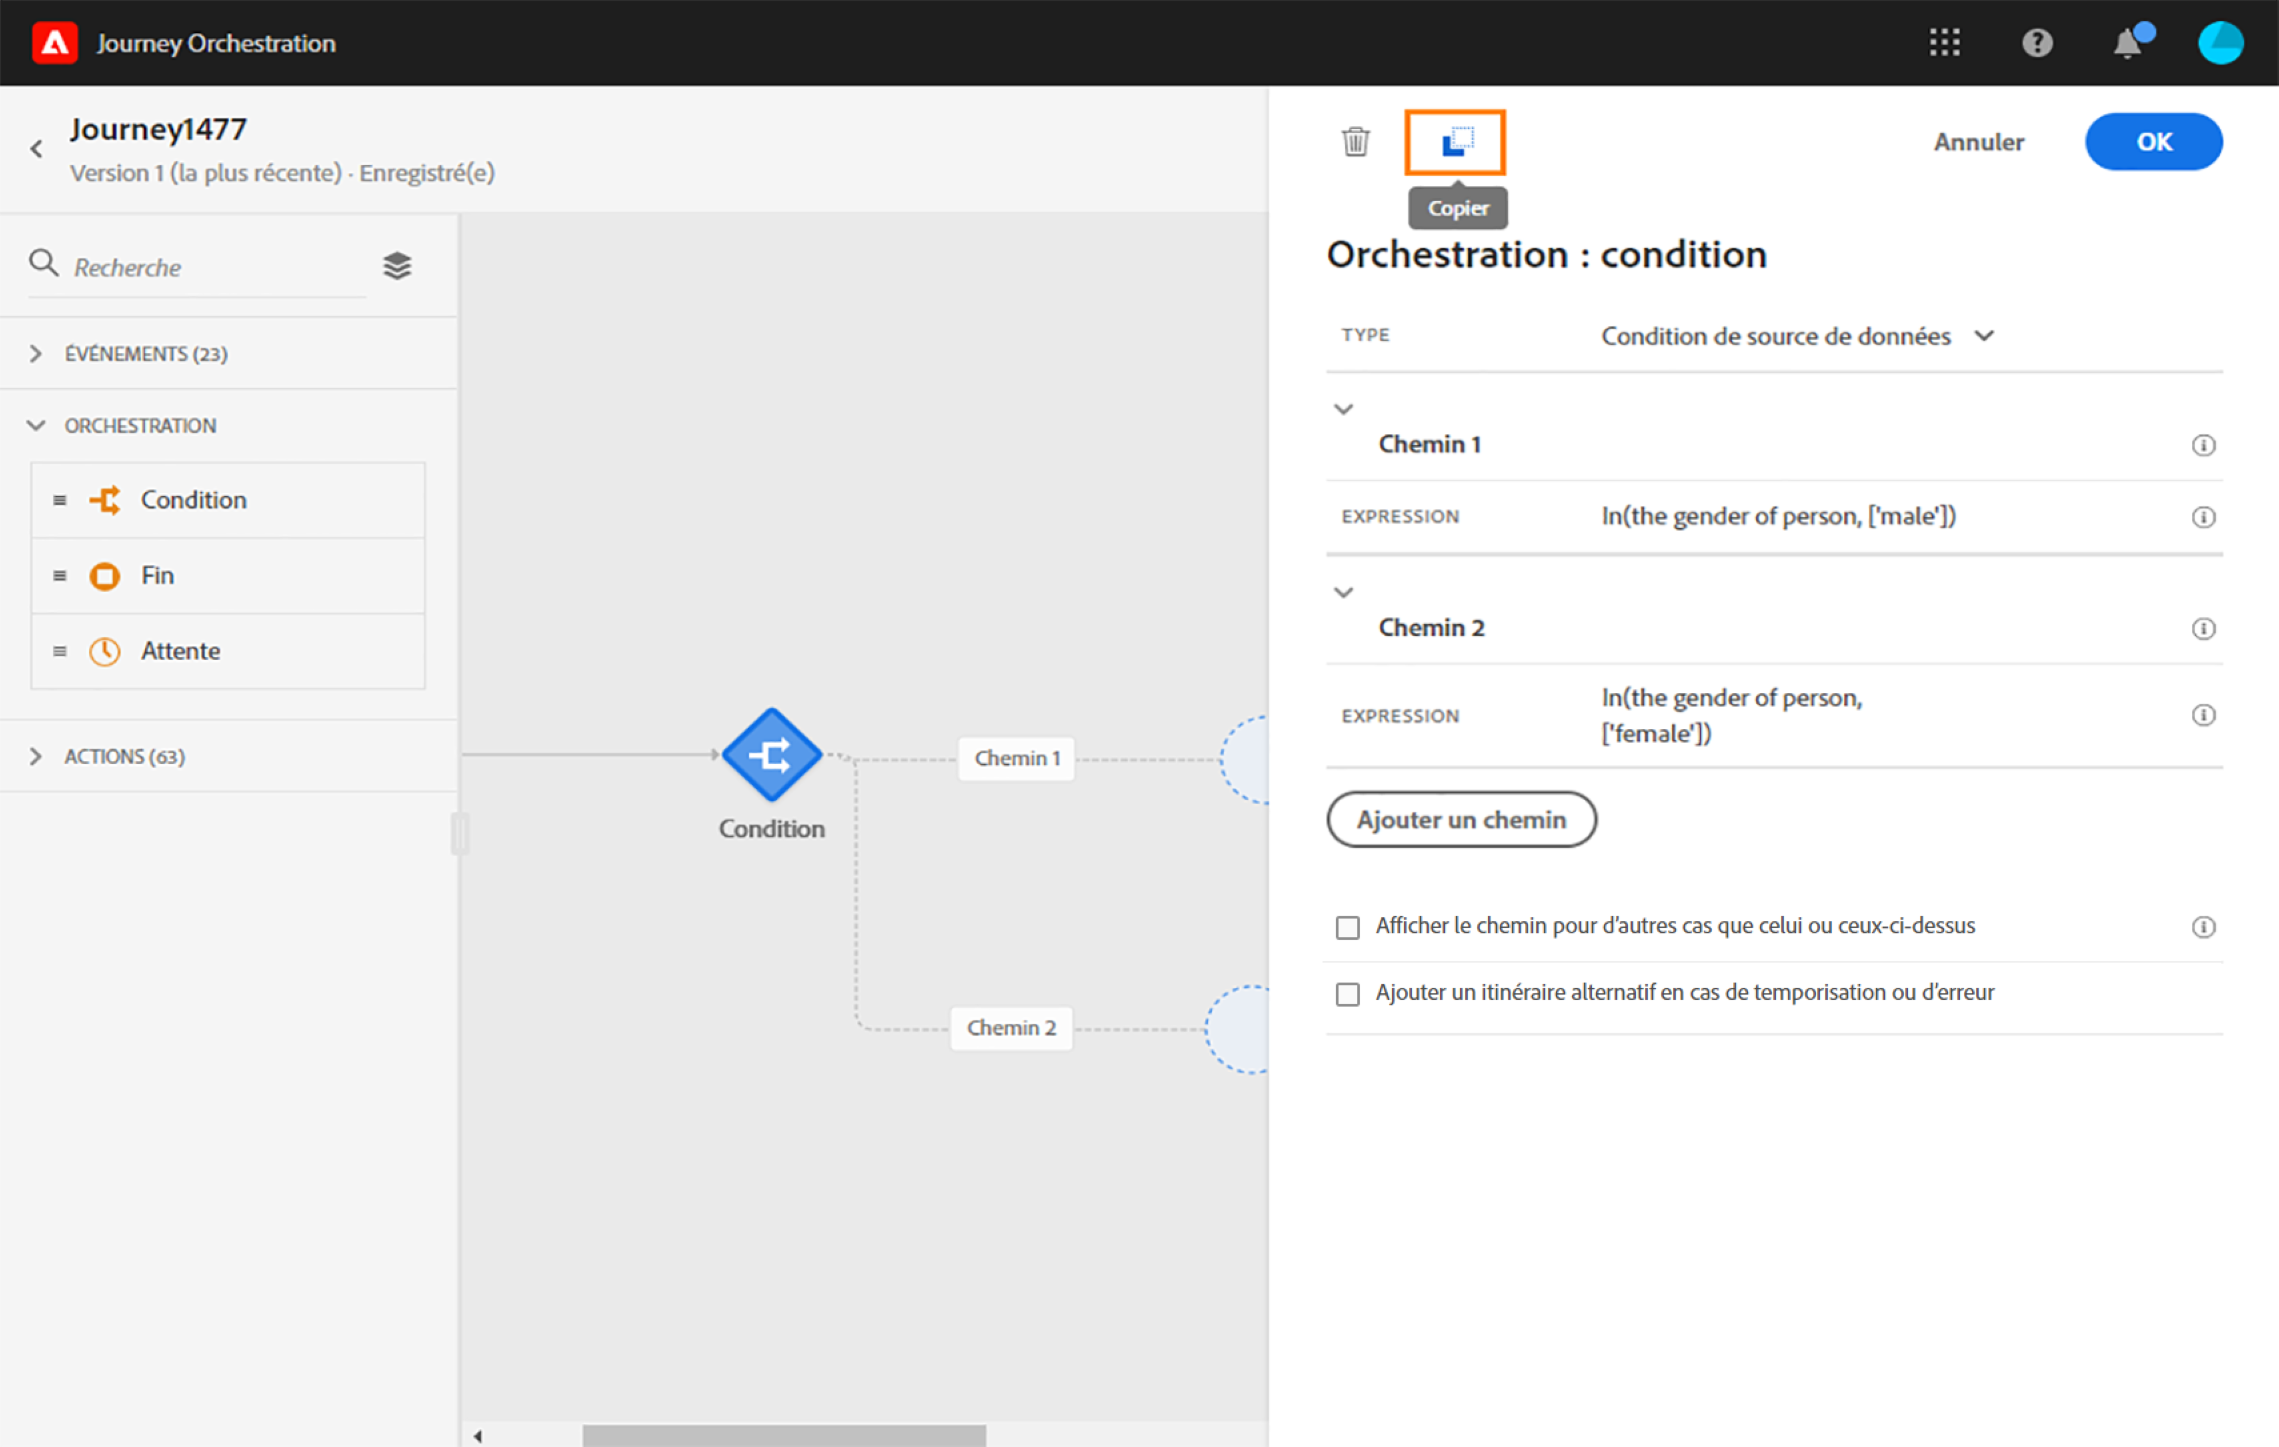 Journey Orchestration
Journey1477
Version 1 (la plus récente) · Enregistré(e)
Recherche
ÉVÉNEMENTS (23)
ORCHESTRATION
Condition
Fin
Attente
ACTIONS (63)
Condition
Chemin 1
Chemin 2
Annuler
OK
Copier
Orchestration : condition
TYPE
Condition de source de données
Chemin 1
EXPRESSION
In(the gender of person, ['male'])
Chemin 2
EXPRESSION
In(the gender of person,
['female'])
Ajouter un chemin
Afficher le chemin pour d’autres cas que celui ou ceux-ci-dessus
Ajouter un itinéraire alternatif en cas de temporisation ou d’erreur